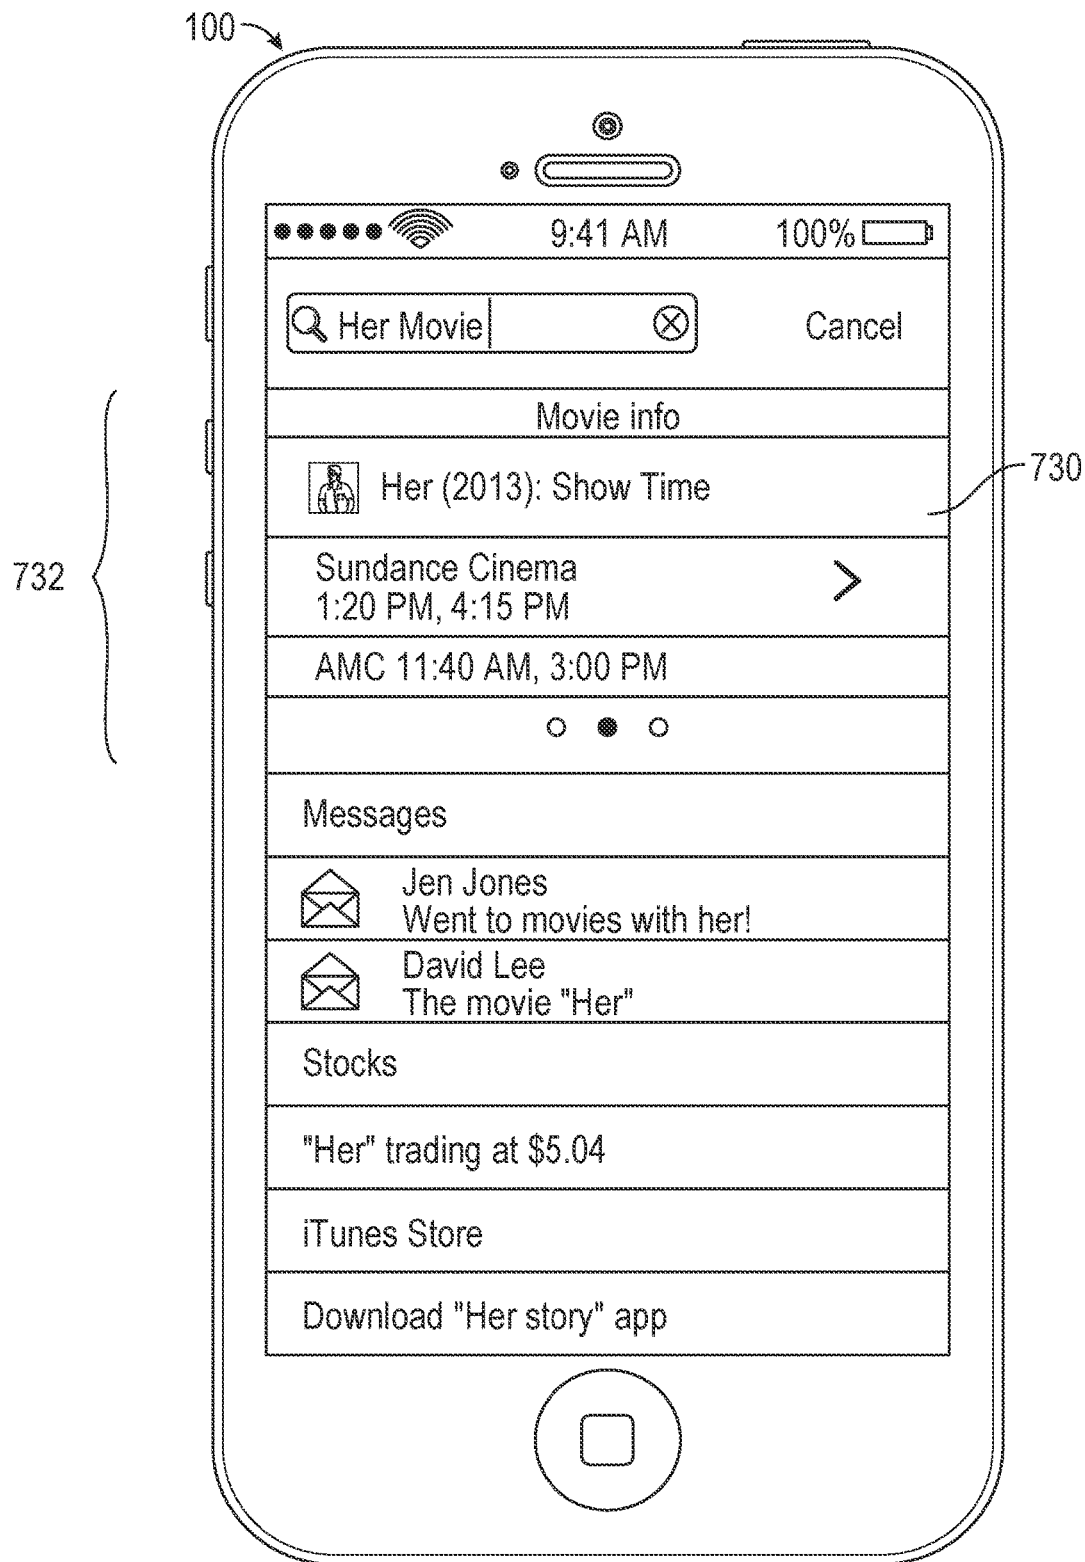 100
9:41 AM 100%
Her Movie Cancel
Movie info
730
Her (2013): Show Time
732
Sundance Cinema
1:20 PM, 4:15 PM
AMC 11:40 AM, 3:00 PM
Messages
Jen Jones
Went to movies with her!
David Lee
The movie "Her"
Stocks
"Her" trading at $5.04
iTunes Store
Download "Her story" app